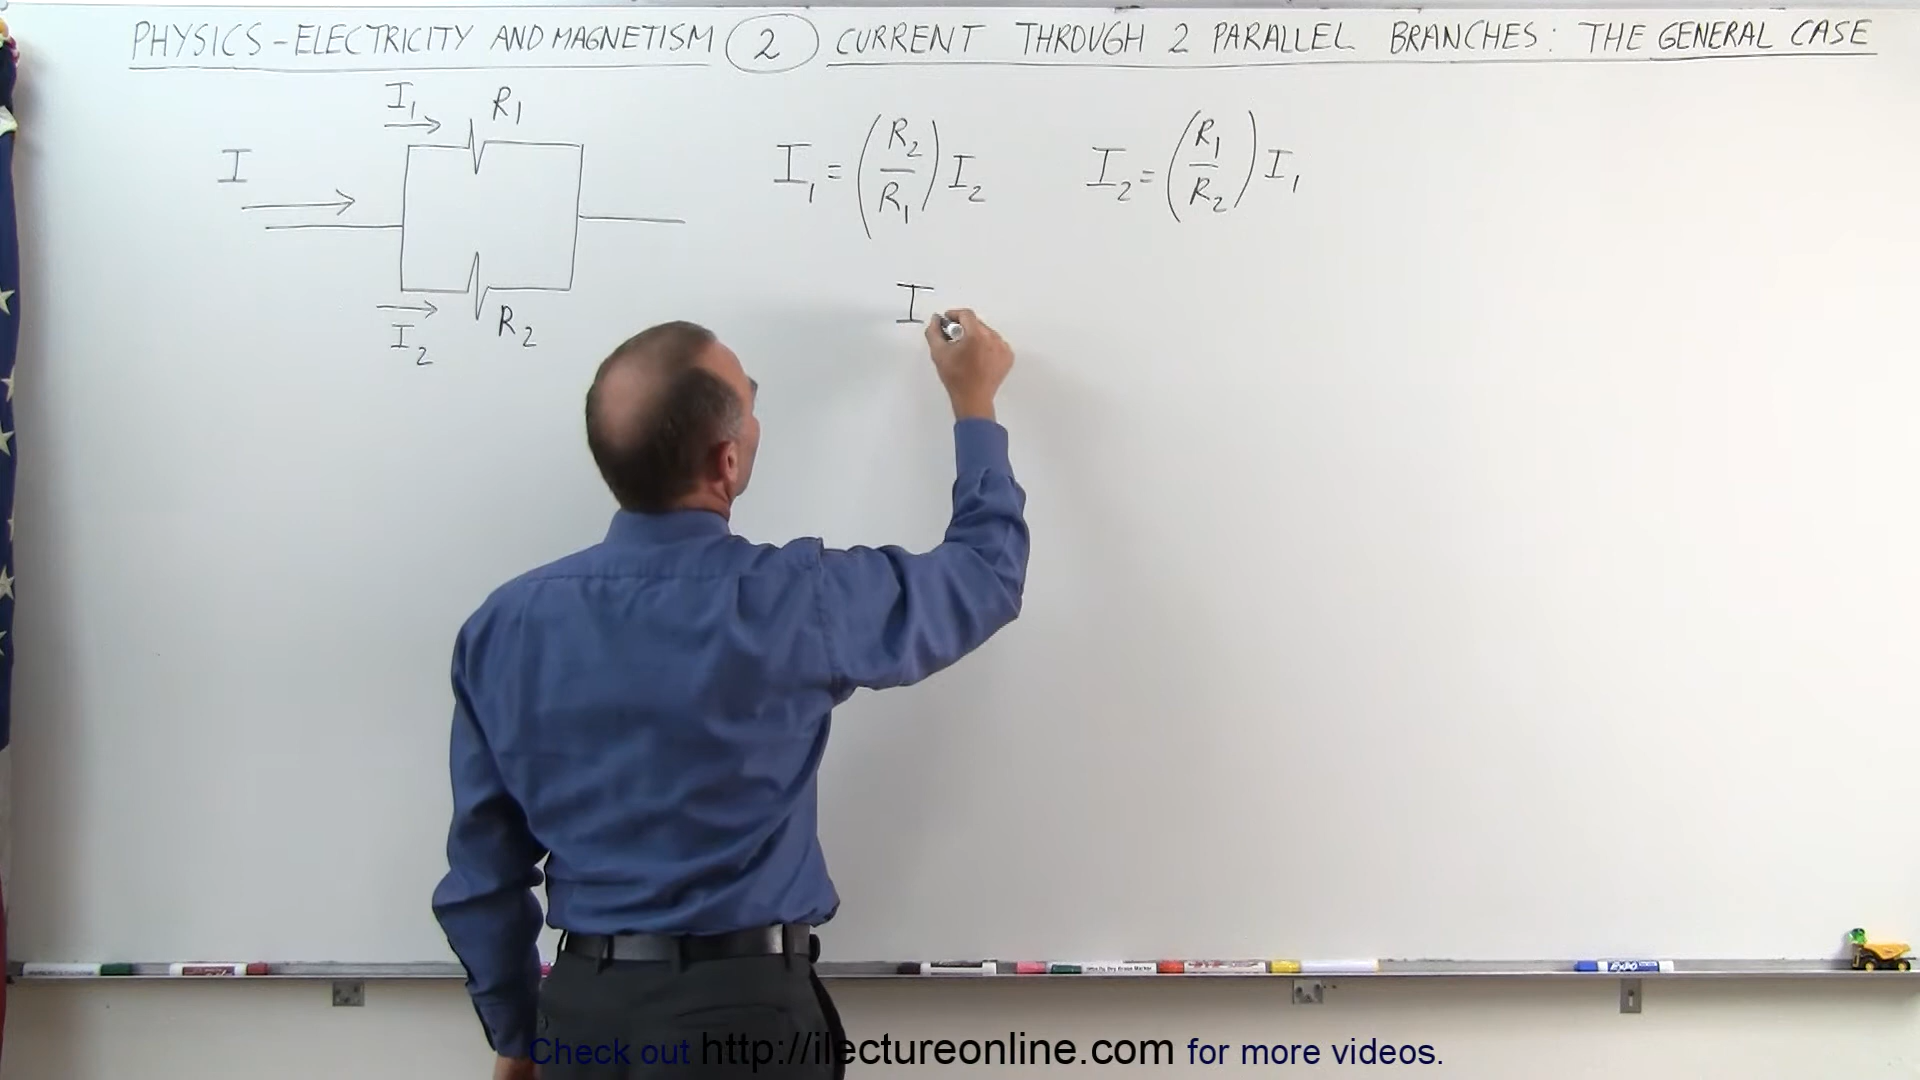 PHYSICS - ELECTRICITY AND MAGNETISM (2) CURRENT THROUGH 2 PARALLEL BRANCHES: THE GENERAL CASE
I₁ R₁
I
I₂ R₂
I₁ = (R₂/R₁) I₂ I₂ = (R₁/R₂) I₁
I
EXPO
Check out http://ilectureonline.com for more videos.